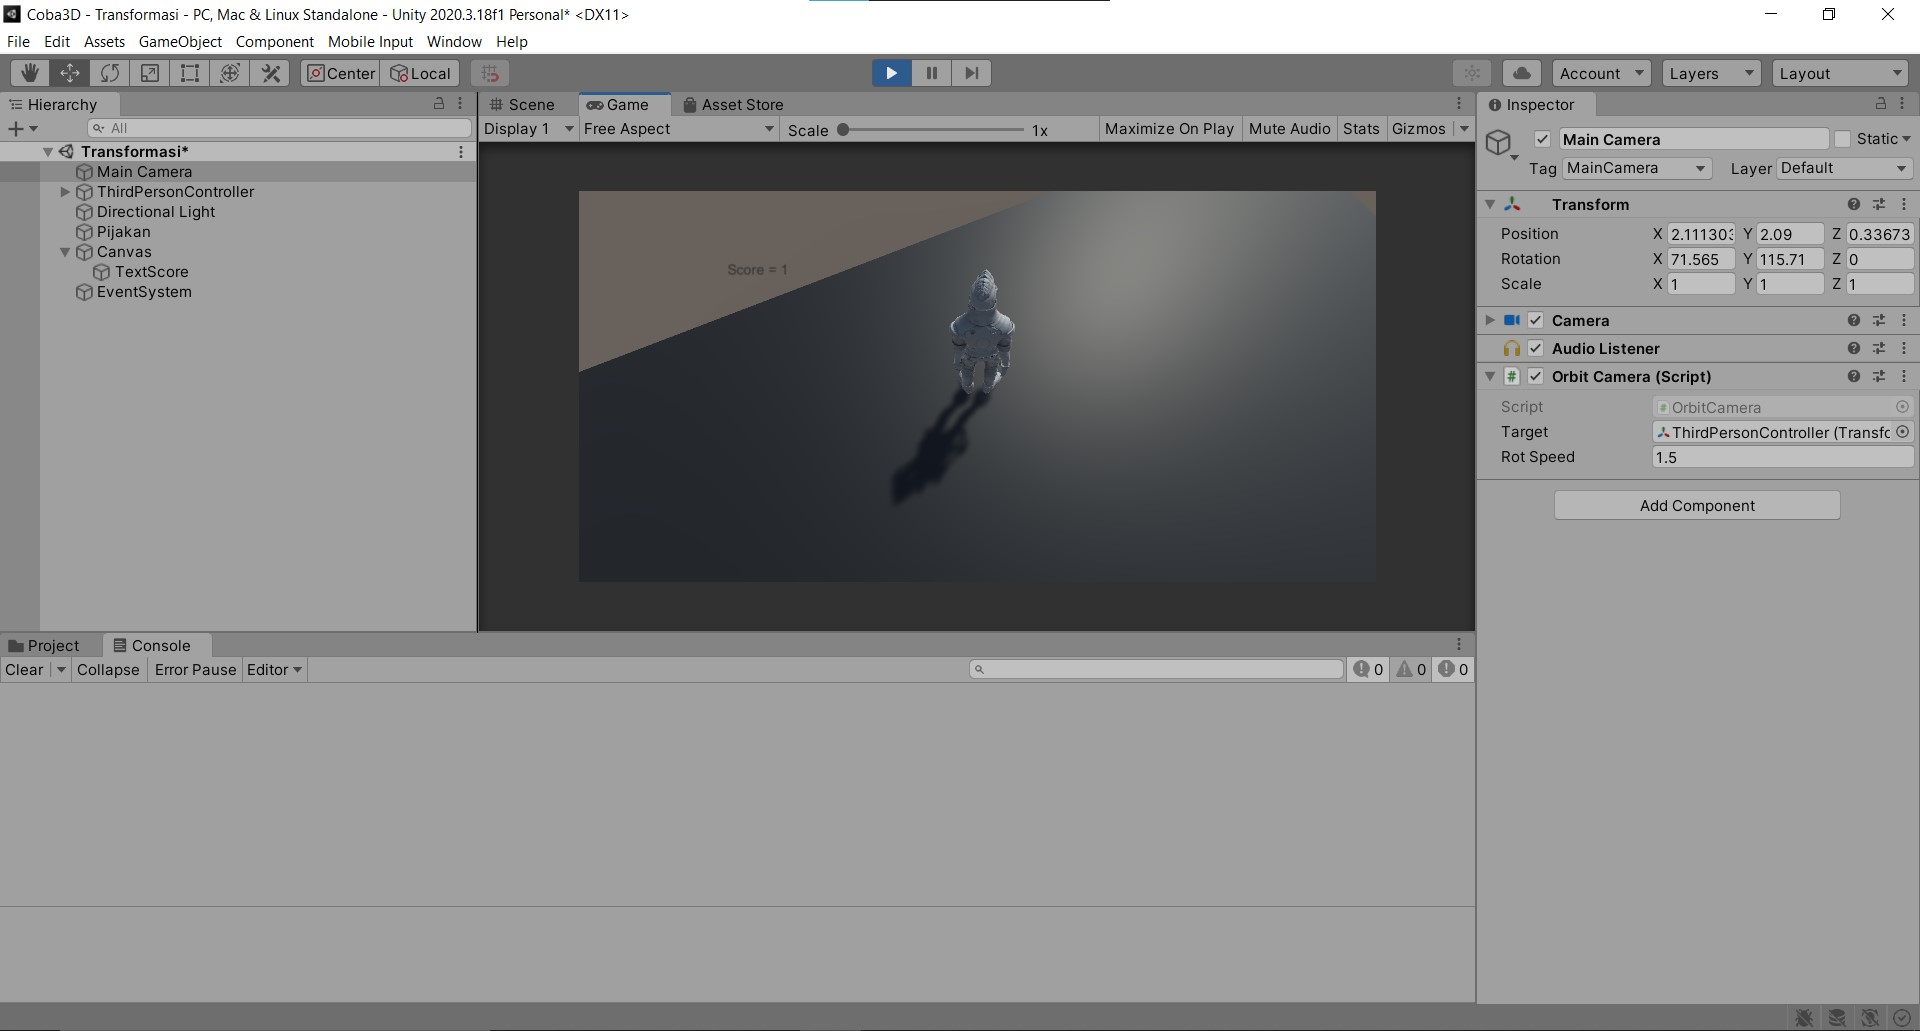 Coba3D - Transformasi - PC, Mac & Linux Standalone - Unity 2020.3.18f1 Personal* <DX11>
File Edit Assets GameObject Component Mobile Input Window Help
Center Local Account Layers Layout
Hierarchy
All
Transformasi*
Main Camera
ThirdPersonController
Directional Light
Pijakan
Canvas
TextScore
EventSystem
Scene Game Asset Store
Display 1 Free Aspect Scale 1x Maximize On Play Mute Audio Stats Gizmos
Score = 1
Inspector
Main Camera Static
Tag MainCamera Layer Default
Transform
Position X 2.111303 Y 2.09 Z 0.33673
Rotation X 71.565 Y 115.71 Z 0
Scale X 1 Y 1 Z 1
Camera
Audio Listener
# Orbit Camera (Script)
Script # OrbitCamera
Target ThirdPersonController (Transfo
Rot Speed 1.5
Add Component
Project Console
Clear Collapse Error Pause Editor 0 0 0